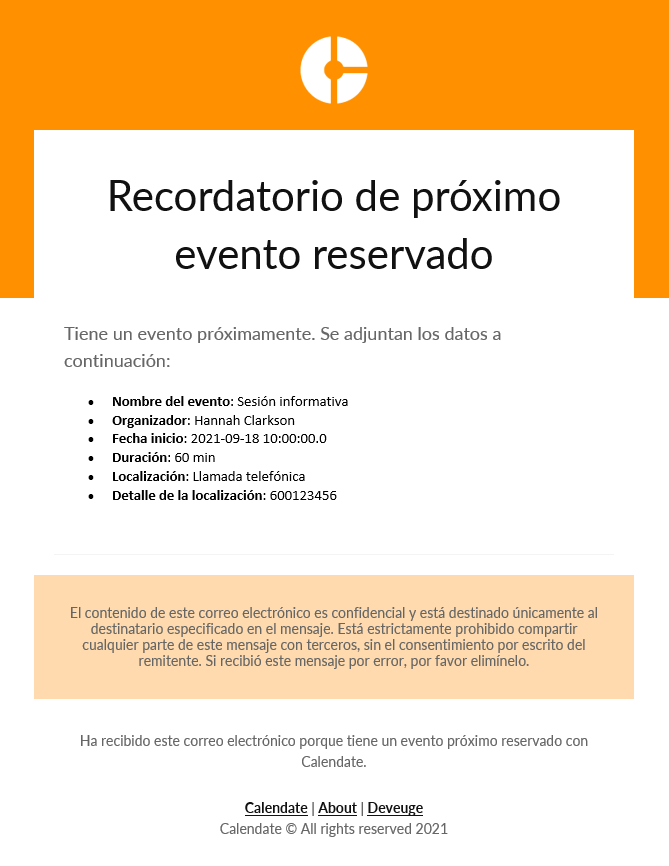 Recordatorio de próximo
evento reservado
Tiene un evento próximamente. Se adjuntan los datos a
continuación:
• Nombre del evento: Sesión informativa
• Organizador: Hannah Clarkson
• Fecha inicio: 2021-09-18 10:00:00.0
• Duración: 60 min
• Localización: Llamada telefónica
• Detalle de la localización: 600123456
El contenido de este correo electrónico es confidencial y está destinado únicamente al
destinatario especificado en el mensaje. Está estrictamente prohibido compartir
cualquier parte de este mensaje con terceros, sin el consentimiento por escrito del
remitente. Si recibió este mensaje por error, por favor elimínelo.
Ha recibido este correo electrónico porque tiene un evento próximo reservado con
Calendate.
Calendate | About | Deveuge
Calendate © All rights reserved 2021